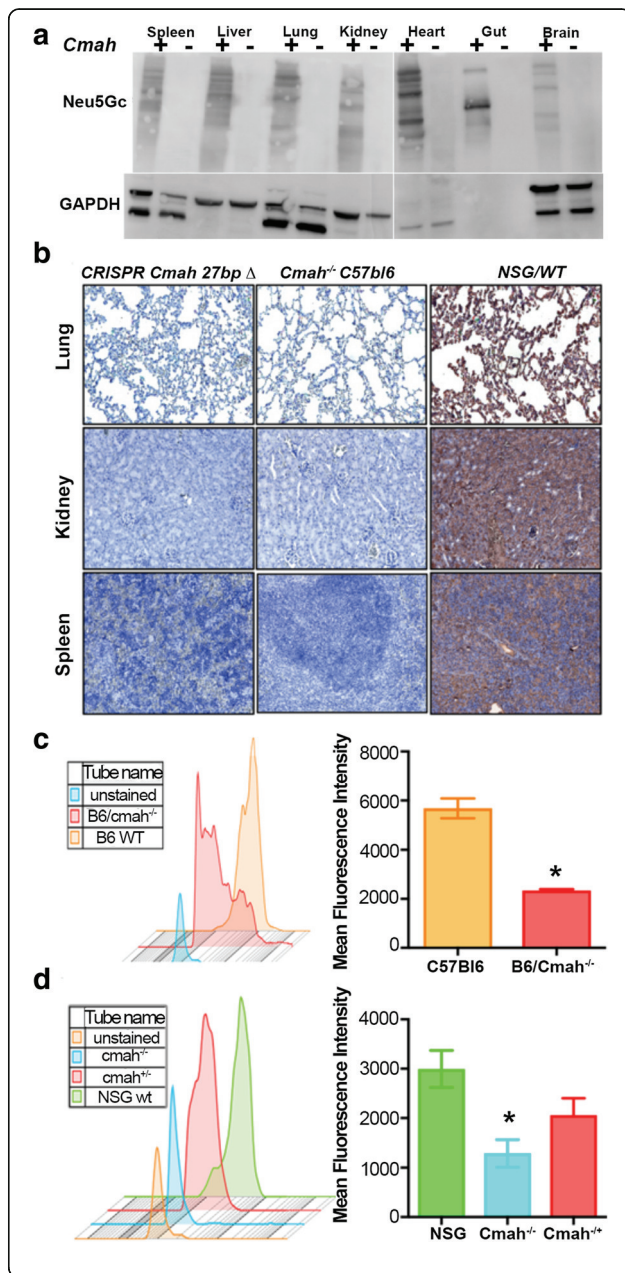 a
Cmah
Spleen Liver Lung Kidney Heart Gut Brain
+ - + - + - + - + - + - + -
Neu5Gc
GAPDH
b
CRISPR Cmah 27bp Δ Cmah-/- C57bl6 NSG/WT
Lung
Kidney
Spleen
c
Tube name
unstained
B6/cmah-/-
B6 WT
Mean Fluorescence Intensity
8000
6000
4000
2000
0
*
C57Bl6 B6/Cmah-/-
d
Tube name
unstained
cmah-/-
cmah+/-
NSG wt
Mean Fluorescence Intensity
4000
3000
2000
1000
0
*
NSG Cmah-/- Cmah-/+